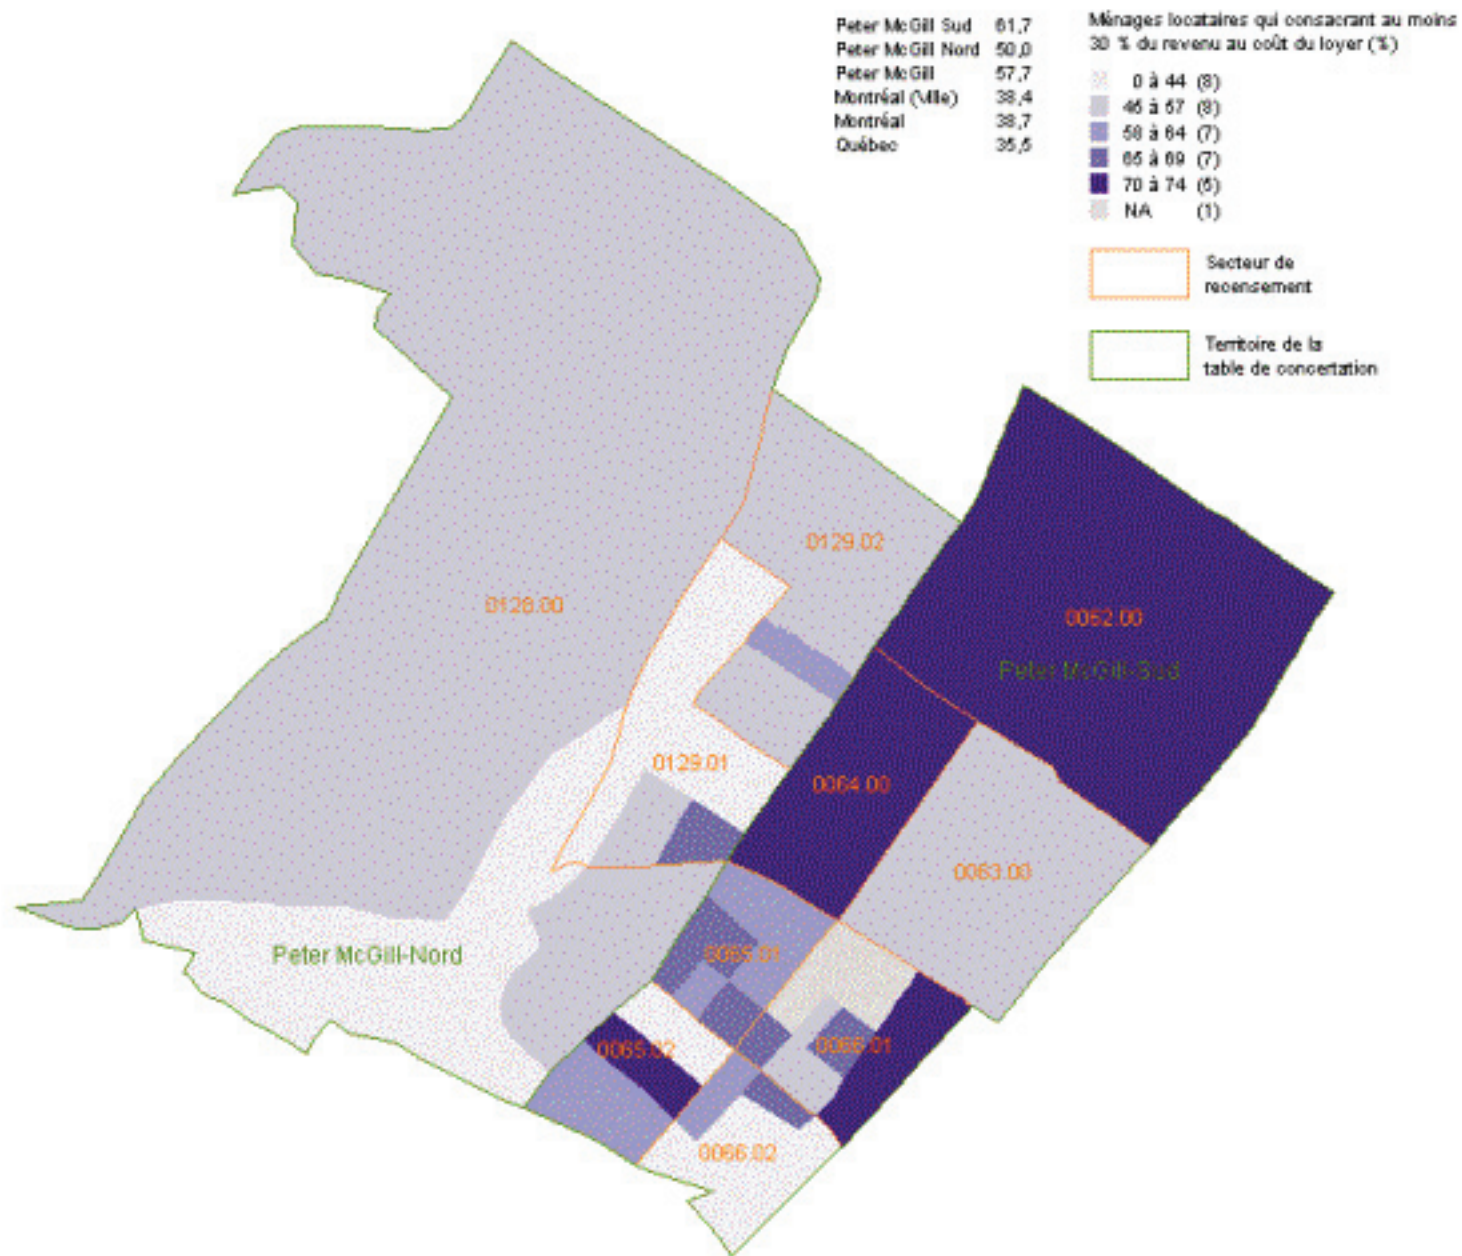 Peter McGill Sud 61,7
Peter McGill Nord 50,0
Peter McGill 57,7
Montréal (Ville) 38,4
Montréal 38,7
Québec 35,5
Ménages locataires qui consacrant au moins
30 % du revenu au coût du loyer (%)
0 à 44 (8)
45 à 57 (8)
58 à 64 (7)
65 à 69 (7)
70 à 74 (5)
NA (1)
Secteur de
recensement
Territoire de la
table de concertation
0129.02
0128.00
0062.00
Peter McGill-Sud
0129.01
0064.00
0063.00
Peter McGill-Nord
0065.01
0065.02
0066.01
0066.02